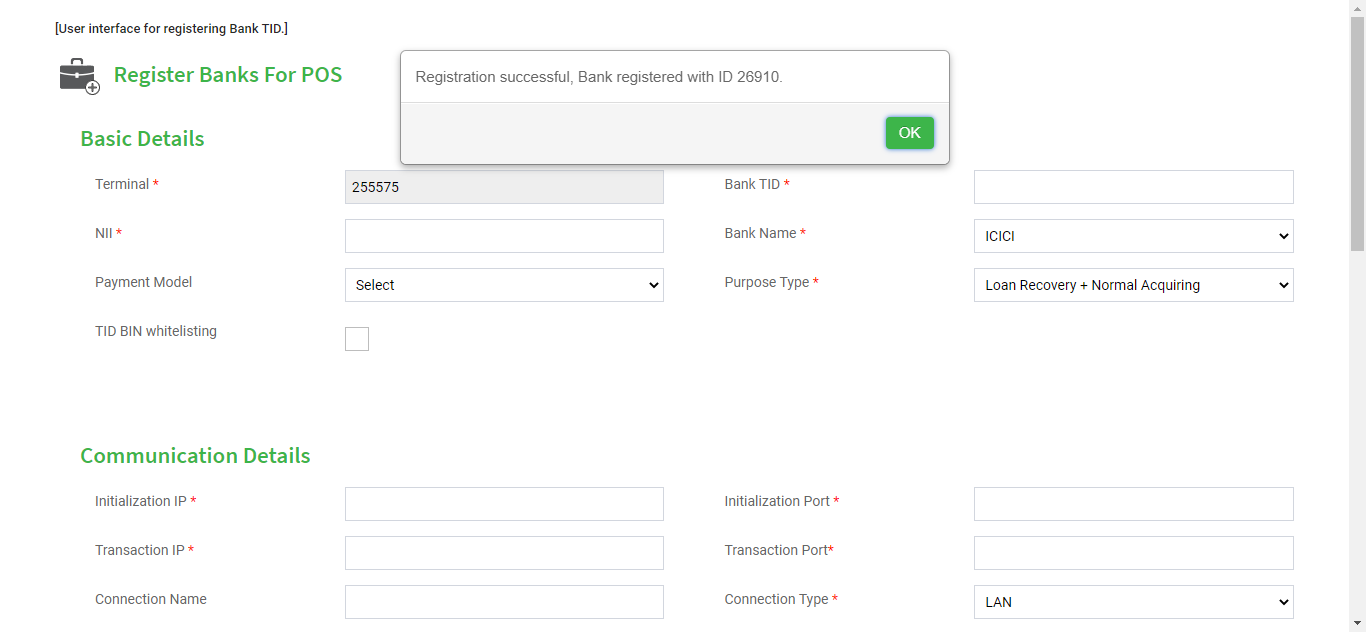 [User interface for registering Bank TID.]
Register Banks For POS
Registration successful, Bank registered with ID 26910.
OK
Basic Details
Terminal * 255575 Bank TID *
NII * Bank Name * ICICI
Payment Model Select Purpose Type * Loan Recovery + Normal Acquiring
TID BIN whitelisting
Communication Details
Initialization IP * Initialization Port *
Transaction IP * Transaction Port*
Connection Name Connection Type * LAN